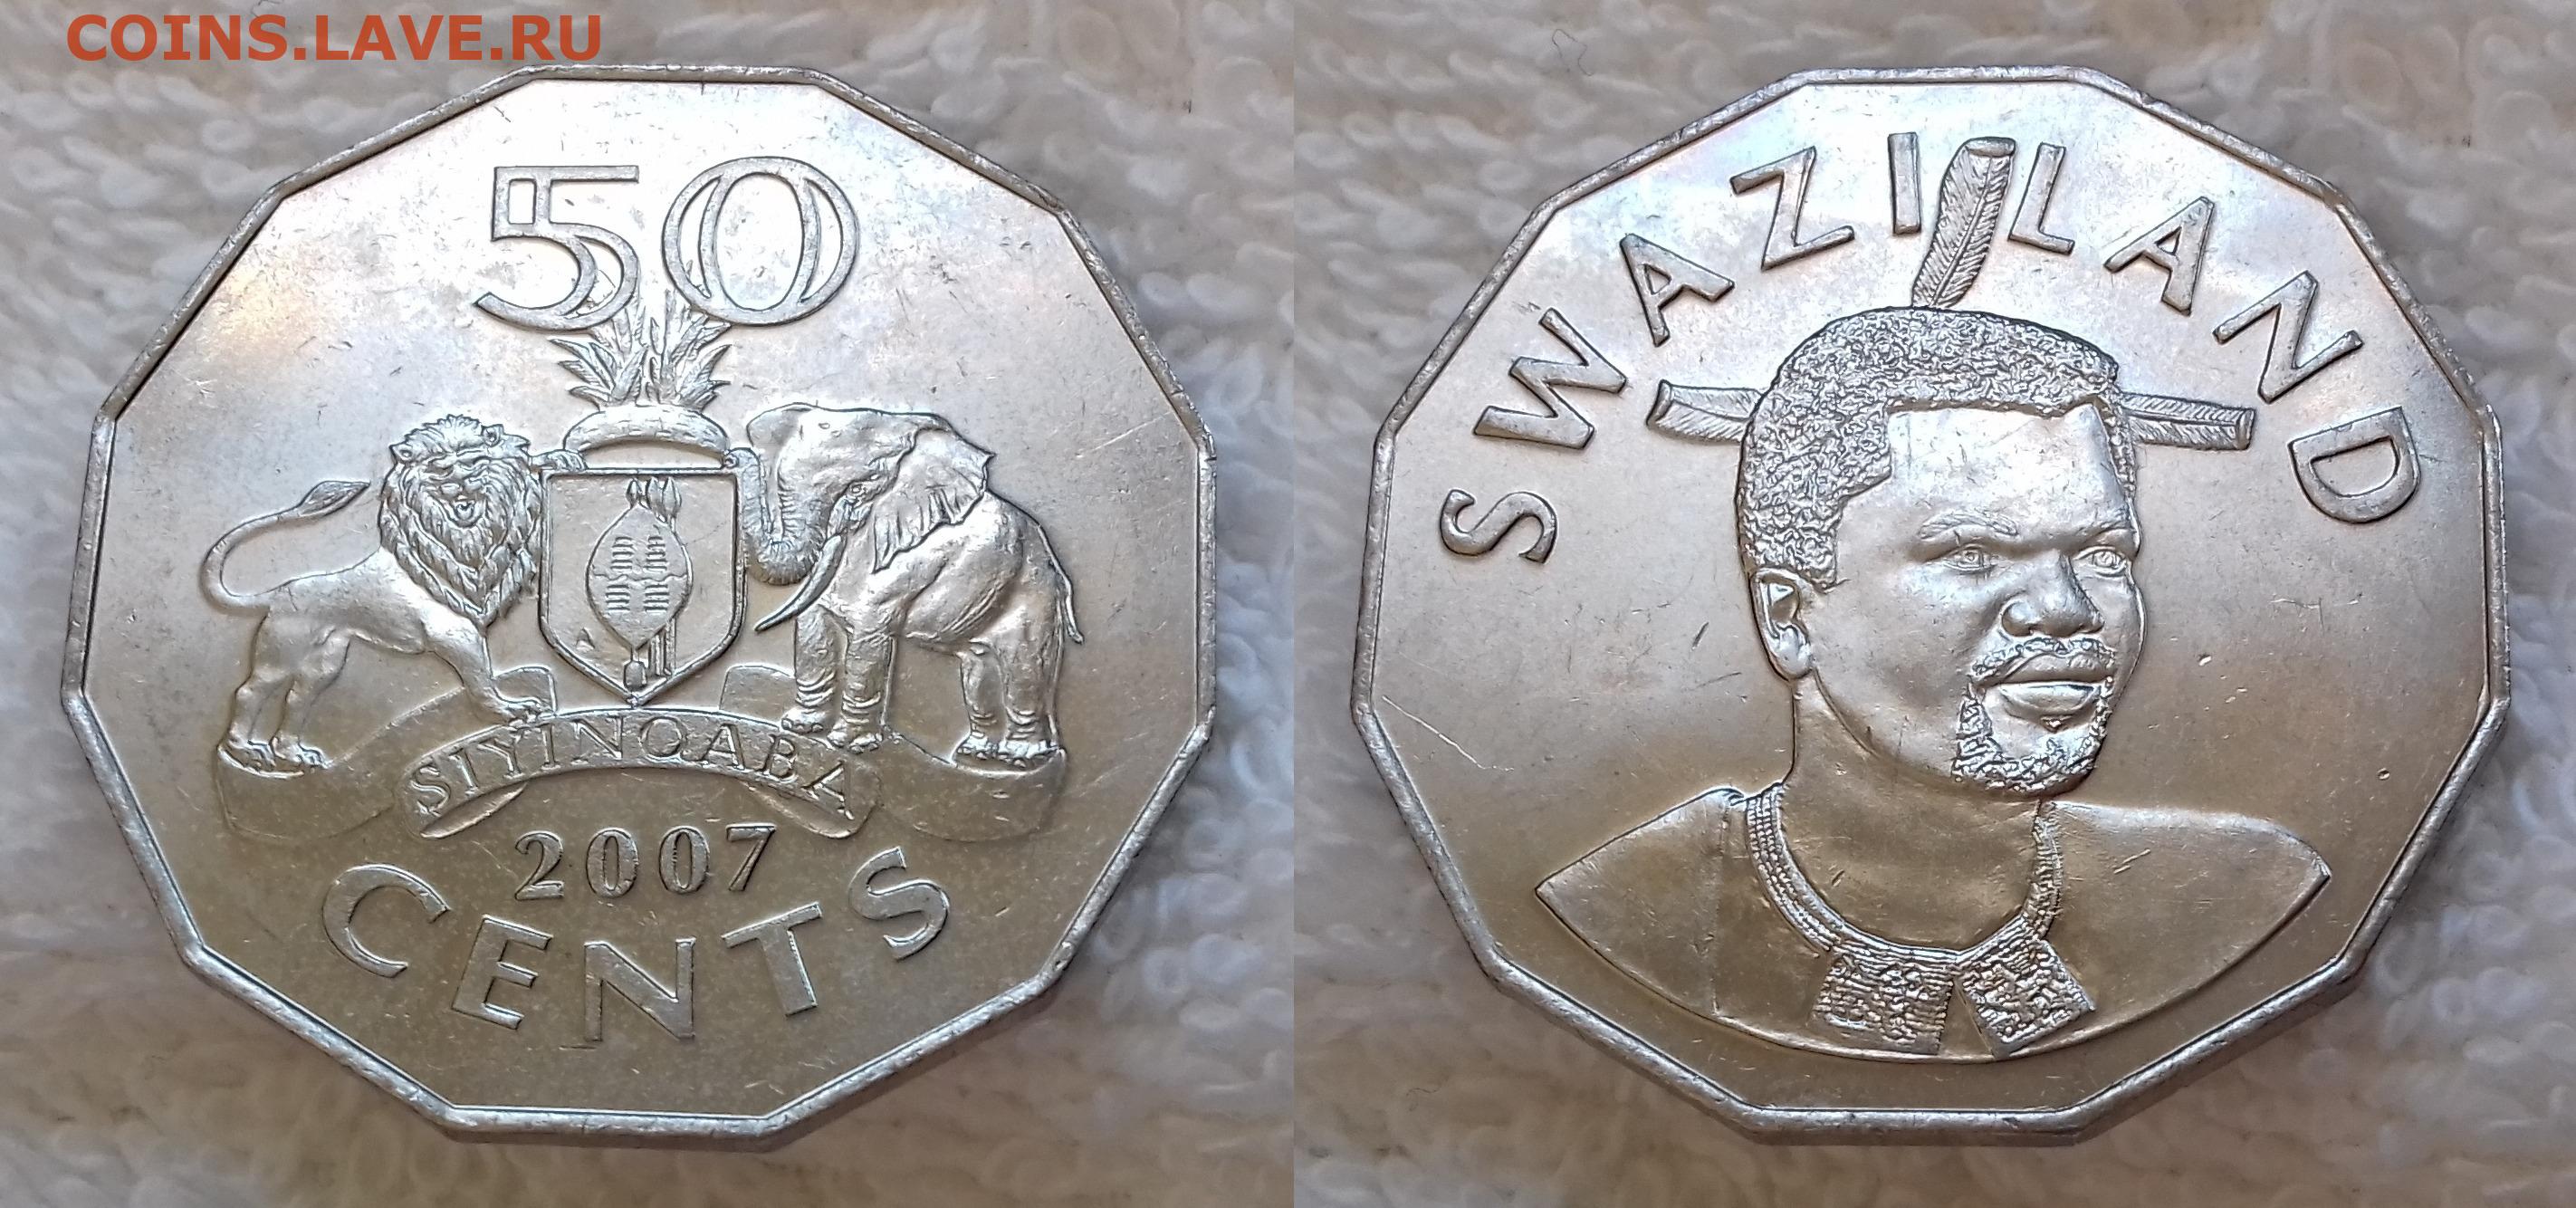 COINS.LAVE.RU
50
SIYINQABA
2007
CENTS
SWAZILAND